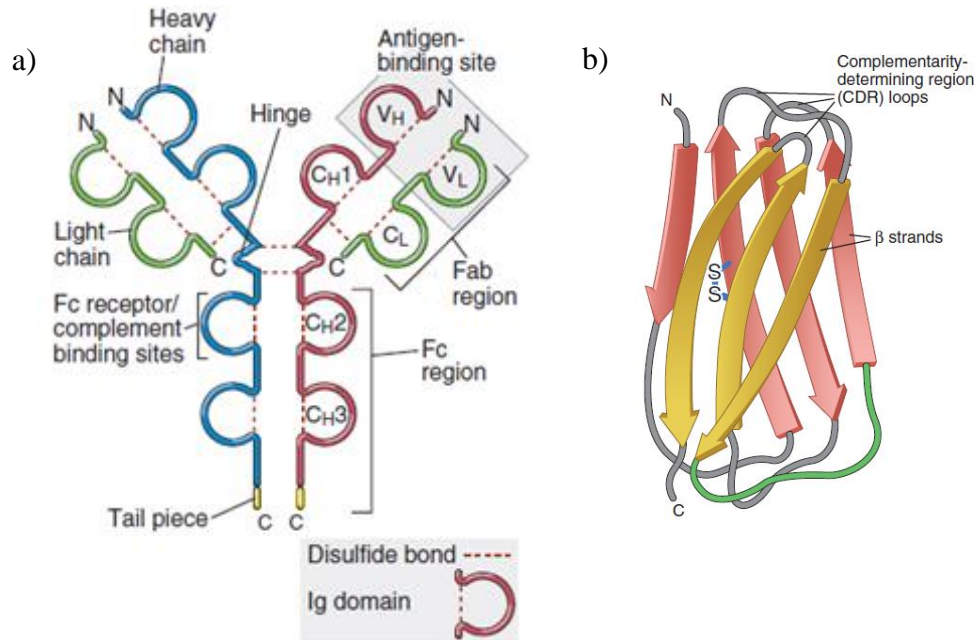 a)
Heavy
chain
N
N
Light
chain
C
Hinge
Antigen-
binding site
N
N
VH
VL
CH1
CL
C
Fab
region
Fc receptor/
complement
binding sites
CH2
CH3
Fc
region
Tail piece
C
C
Disulfide bond
Ig domain
b)
Complementarity-
determining region
(CDR) loops
N
β strands
S
S
C